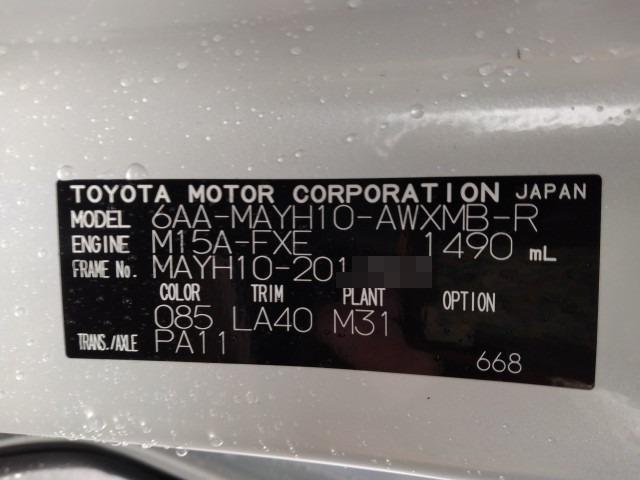 TOYOTA MOTOR CORPORATION JAPAN
MODEL 6AA-MAYH10-AWXMB-R
ENGINE M15A-FXE 1490 mL
FRAME No. MAYH10-201
COLOR TRIM PLANT OPTION
085 LA40 M31
TRANS./AXLE PA11
668